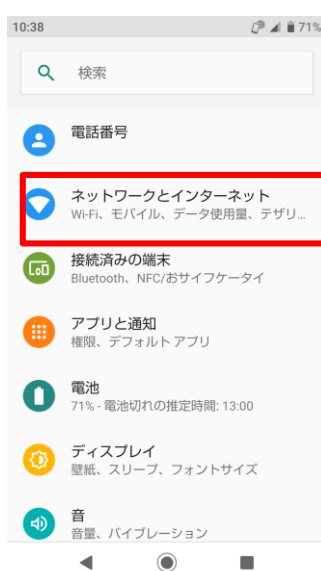 10:38 71%
検索
電話番号
ネットワークとインターネット
Wi-Fi、モバイル、データ使用量、テザリ...
接続済みの端末
Bluetooth、NFC/おサイフケータイ
アプリと通知
権限、デフォルト アプリ
電池
71% - 電池切れの推定時間: 13:00
ディスプレイ
壁紙、スリープ、フォントサイズ
音
音量、バイブレーション